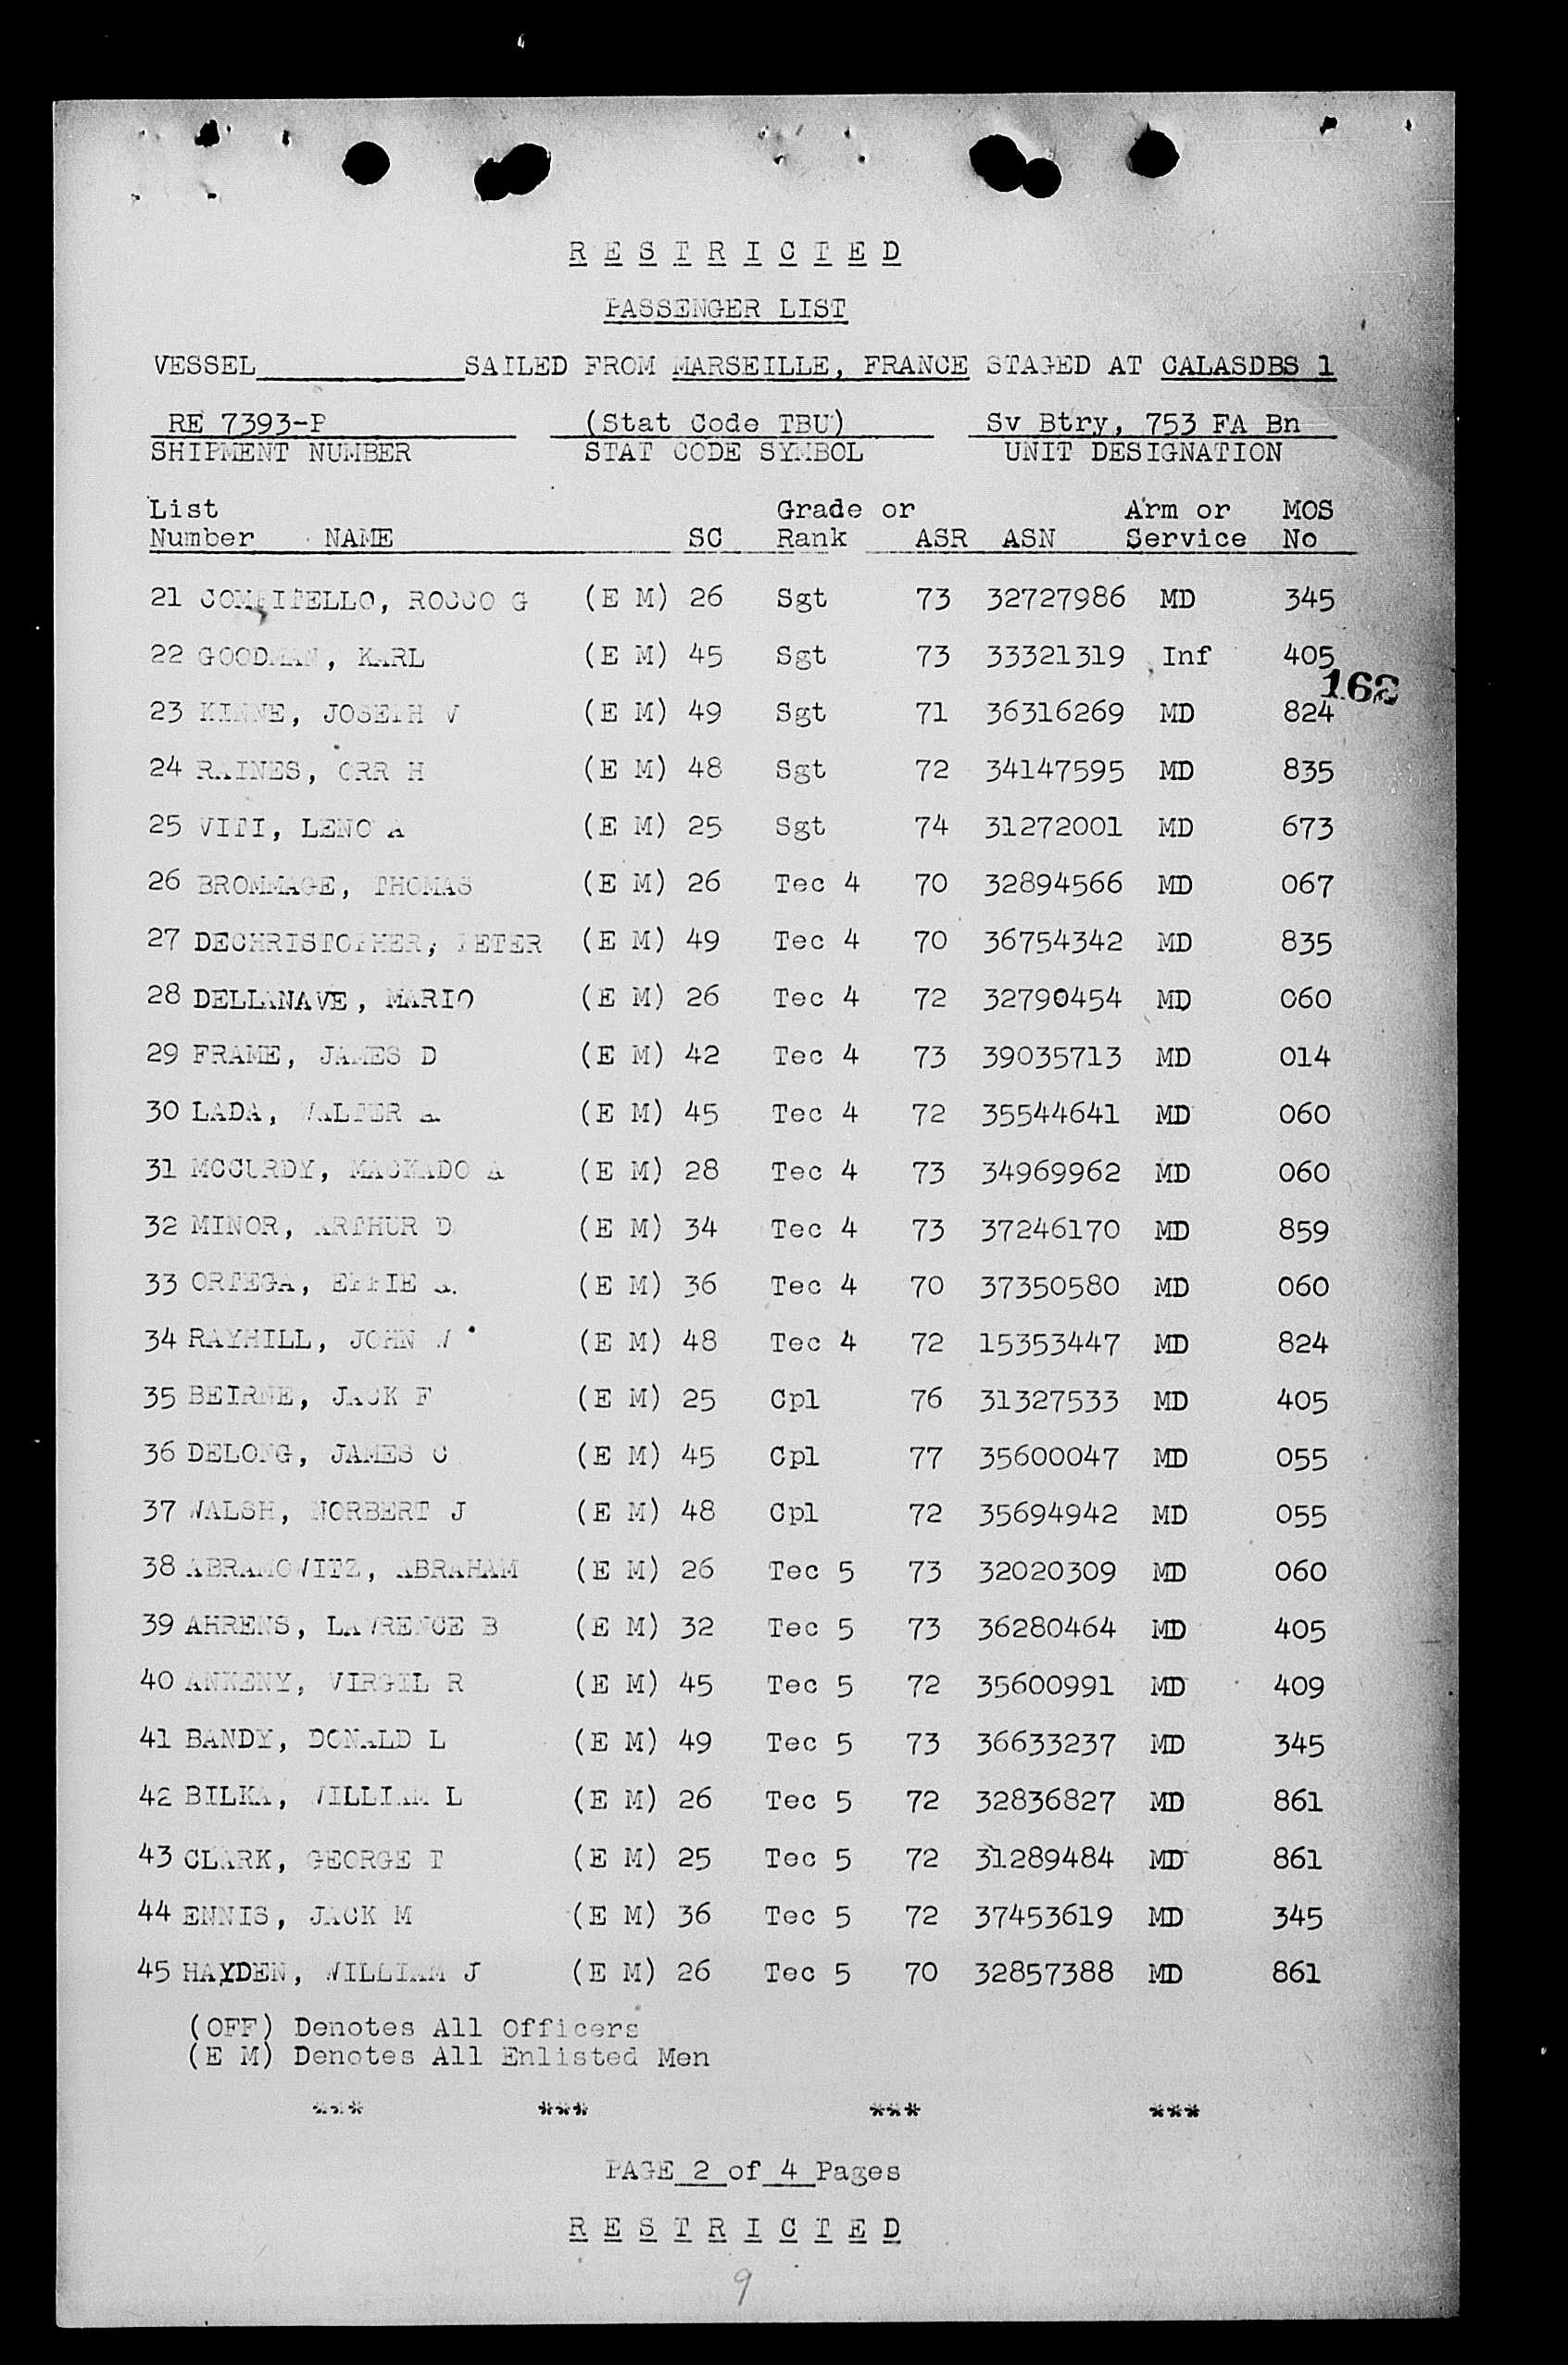 R E S T R I C T E D
PASSENGER LIST
VESSEL____________SAILED FROM MARSEILLE, FRANCE STAGED AT CALASDBS 1
RE 7393-P (Stat Code TBU) Sv Btry, 753 FA Bn
SHIPMENT NUMBER STAT CODE SYMBOL UNIT DESIGNATION
List Grade or Arm or MOS
Number NAME SC Rank ASR ASN Service No
21 ROCCO G (E M) 26 Sgt 73 32727986 MD 345
22 GOODMAN, KARL (E M) 45 Sgt 73 33321319 Inf 405
162
23 KINNE, JOSEPH V (E M) 49 Sgt 71 36316269 MD 824
24 RAINES, ORR H (E M) 48 Sgt 72 34147595 MD 835
25 VITI, LENO A (E M) 25 Sgt 74 31272001 MD 673
26 BROMMAGE, THOMAS (E M) 26 Tec 4 70 32894566 MD 067
27 DECHRISTOPHER, PETER (E M) 49 Tec 4 70 36754342 MD 835
28 DELLANAVE, MARIO (E M) 26 Tec 4 72 32790454 MD 060
29 FRAME, JAMES D (E M) 42 Tec 4 73 39035713 MD 014
30 LADA, WALTER A (E M) 45 Tec 4 72 35544641 MD 060
31 MCCURDY, MACKADO A (E M) 28 Tec 4 73 34969962 MD 060
32 MINOR, ARTHUR D (E M) 34 Tec 4 73 37246170 MD 859
33 ORTEGA, EPPIE A. (E M) 36 Tec 4 70 37350580 MD 060
34 RAYHILL, JOHN W (E M) 48 Tec 4 72 15353447 MD 824
35 BEIRNE, JACK F (E M) 25 Cpl 76 31327533 MD 405
36 DELONG, JAMES C (E M) 45 Cpl 77 35600047 MD 055
37 WALSH, NORBERT J (E M) 48 Cpl 72 35694942 MD 055
38 ABRAMOWITZ, ABRAHAM (E M) 26 Tec 5 73 32020309 MD 060
39 AHRENS, LAWRENCE B (E M) 32 Tec 5 73 36280464 MD 405
40 ANKENY, VIRGIL R (E M) 45 Tec 5 72 35600991 MD 409
41 BANDY, DONALD L (E M) 49 Tec 5 73 36633237 MD 345
42 BILKA, WILLIAM L (E M) 26 Tec 5 72 32836827 MD 861
43 CLARK, GEORGE T (E M) 25 Tec 5 72 31289484 MD 861
44 ENNIS, JACK M (E M) 36 Tec 5 72 37453619 MD 345
45 HAYDEN, WILLIAM J (E M) 26 Tec 5 70 32857388 MD 861
(OFF) Denotes All Officers
(E M) Denotes All Enlisted Men
*** *** *** ***
PAGE 2 of 4 Pages
R E S T R I C T E D
9